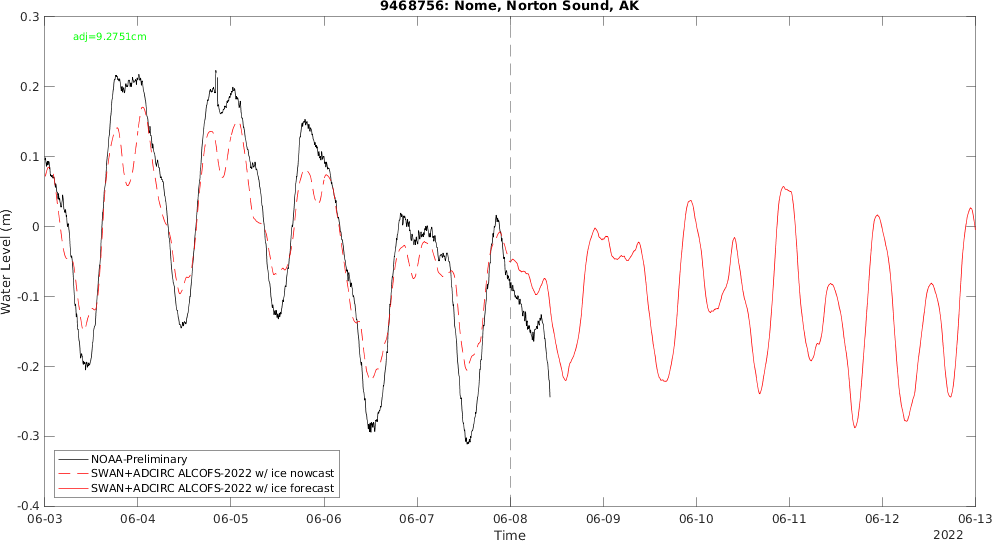 9468756: Nome, Norton Sound, AK
adj=9.2751cm
0.3
0.2
0.1
0
-0.1
-0.2
-0.3
-0.4
Water Level (m)
NOAA-Preliminary
SWAN+ADCIRC ALCOFS-2022 w/ ice nowcast
SWAN+ADCIRC ALCOFS-2022 w/ ice forecast
06-03 06-04 06-05 06-06 06-07 06-08 06-09 06-10 06-11 06-12 06-13
Time
2022